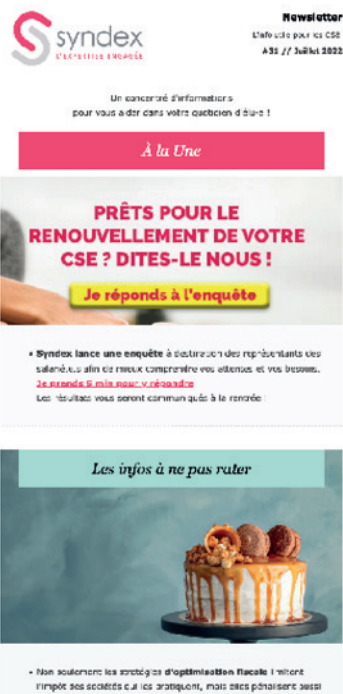 syndex
L'EXPERTISE ENGAGÉE
Newsletter
L'info utile pour les CSE
#31 // Juillet 2022
Un concentré d'informations
pour vous aider dans votre quotidien d'élu·e !
À la Une
PRÊTS POUR LE
RENOUVELLEMENT DE VOTRE
CSE ? DITES-LE NOUS !
Je réponds à l'enquête
• Syndex lance une enquête à destination des représentants des
salarié.e.s afin de mieux comprendre vos attentes et vos besoins.
Je prends 5 min pour y répondre
Les résultats vous seront communiqués à la rentrée !
Les infos à ne pas rater
• Non seulement les stratégies d'optimisation fiscale limitent
l'impôt des sociétés qui les pratiquent, mais elles pénalisent aussi